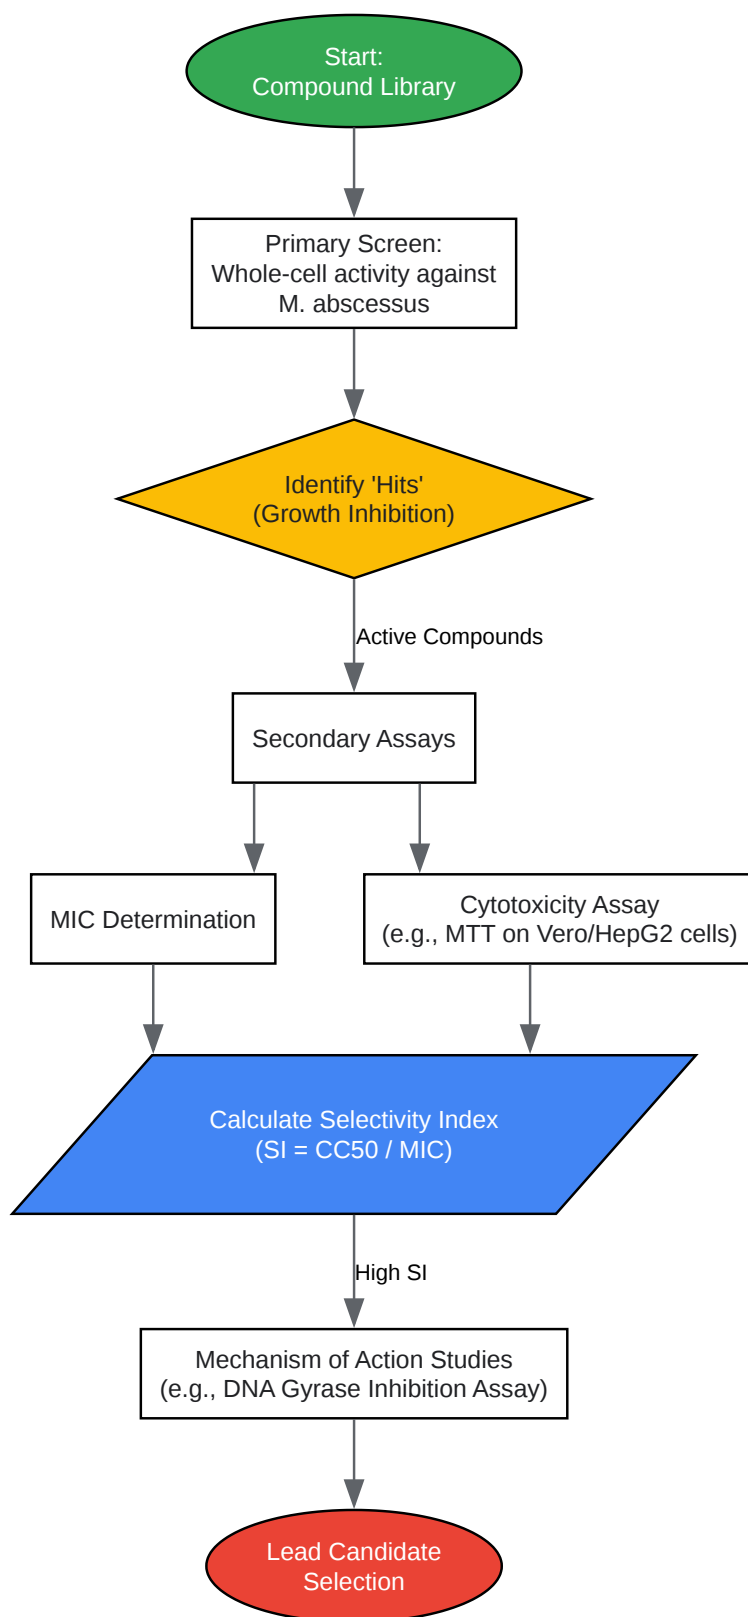 Start:
Compound Library
Primary Screen:
Whole-cell activity against
M. abscessus
Identify 'Hits'
(Growth Inhibition)
Active Compounds
Secondary Assays
MIC Determination
Cytotoxicity Assay
(e.g., MTT on Vero/HepG2 cells)
Calculate Selectivity Index
(SI = CC50 / MIC)
High SI
Mechanism of Action Studies
(e.g., DNA Gyrase Inhibition Assay)
Lead Candidate
Selection